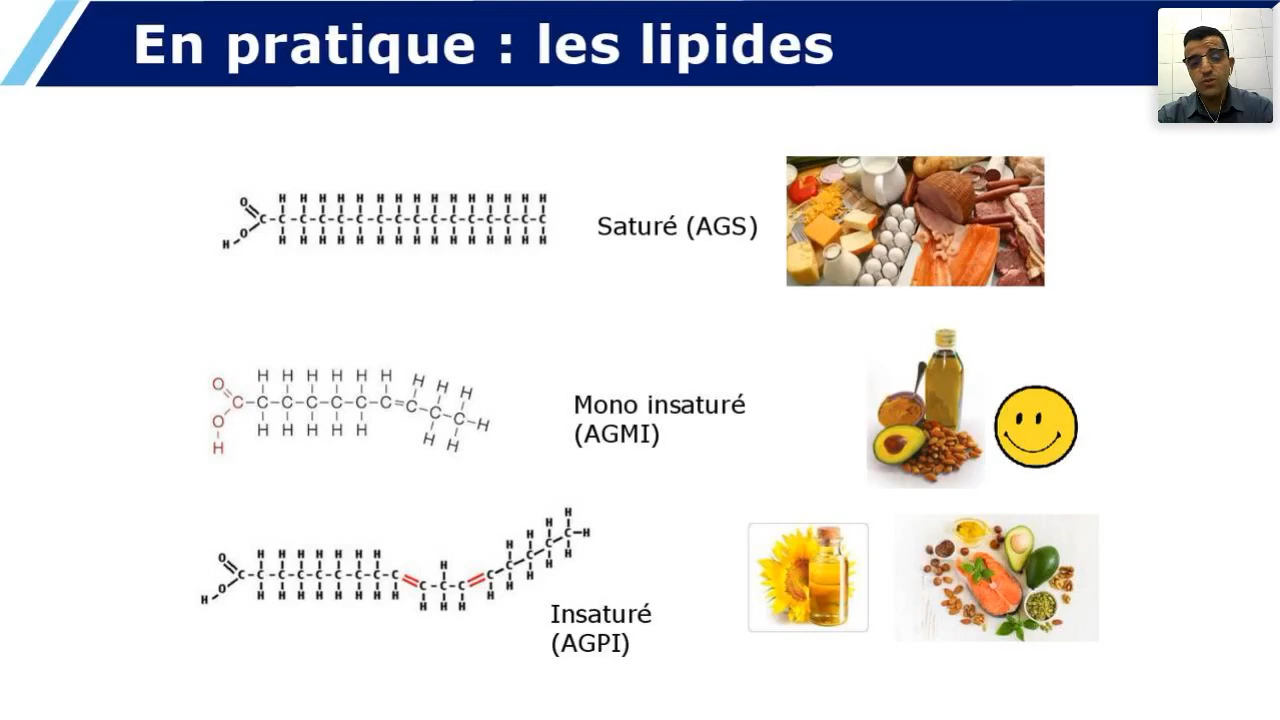 En pratique : les lipides
Saturé (AGS)
Mono insaturé
(AGMI)
Insaturé
(AGPI)